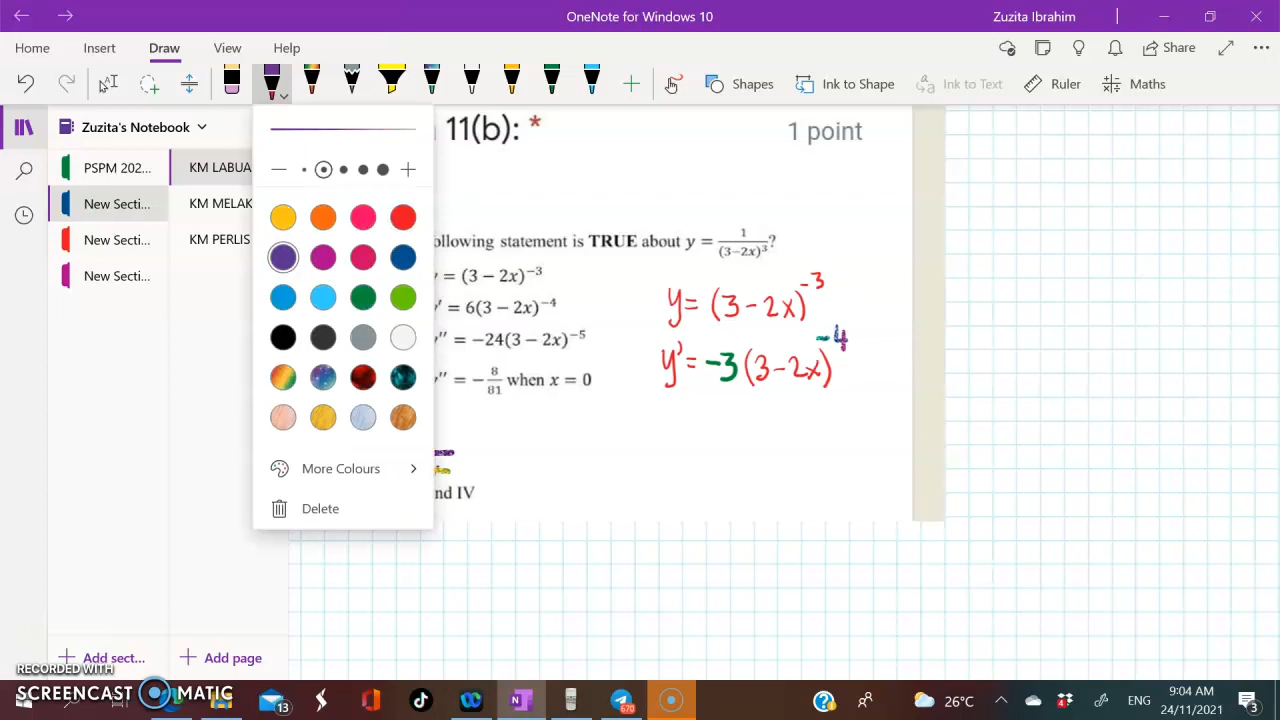 OneNote for Windows 10
Zuzita Ibrahim
Home Insert Draw View Help
Share
Shapes Ink to Shape Ink to Text Ruler Maths
Zuzita's Notebook
PSPM 202...
New Secti...
New Secti...
New Secti...
KM LABUA
KM MELAK
KM PERLIS
More Colours
Delete
11(b): *
1 point
ollowing statement is TRUE about y = 1/(3−2x)³?
= (3 − 2x)⁻³
′ = 6(3 − 2x)⁻⁴
′′ = −24(3 − 2x)⁻⁵
′′ = −8/81 when x = 0
nd IV
y = (3 − 2x)⁻³
y' = −3 (3 − 2x)⁻⁴
Add sect...
Add page
RECORDED WITH
SCREENCAST MATIC
13
670
26°C
ENG
9:04 AM
24/11/2021
3